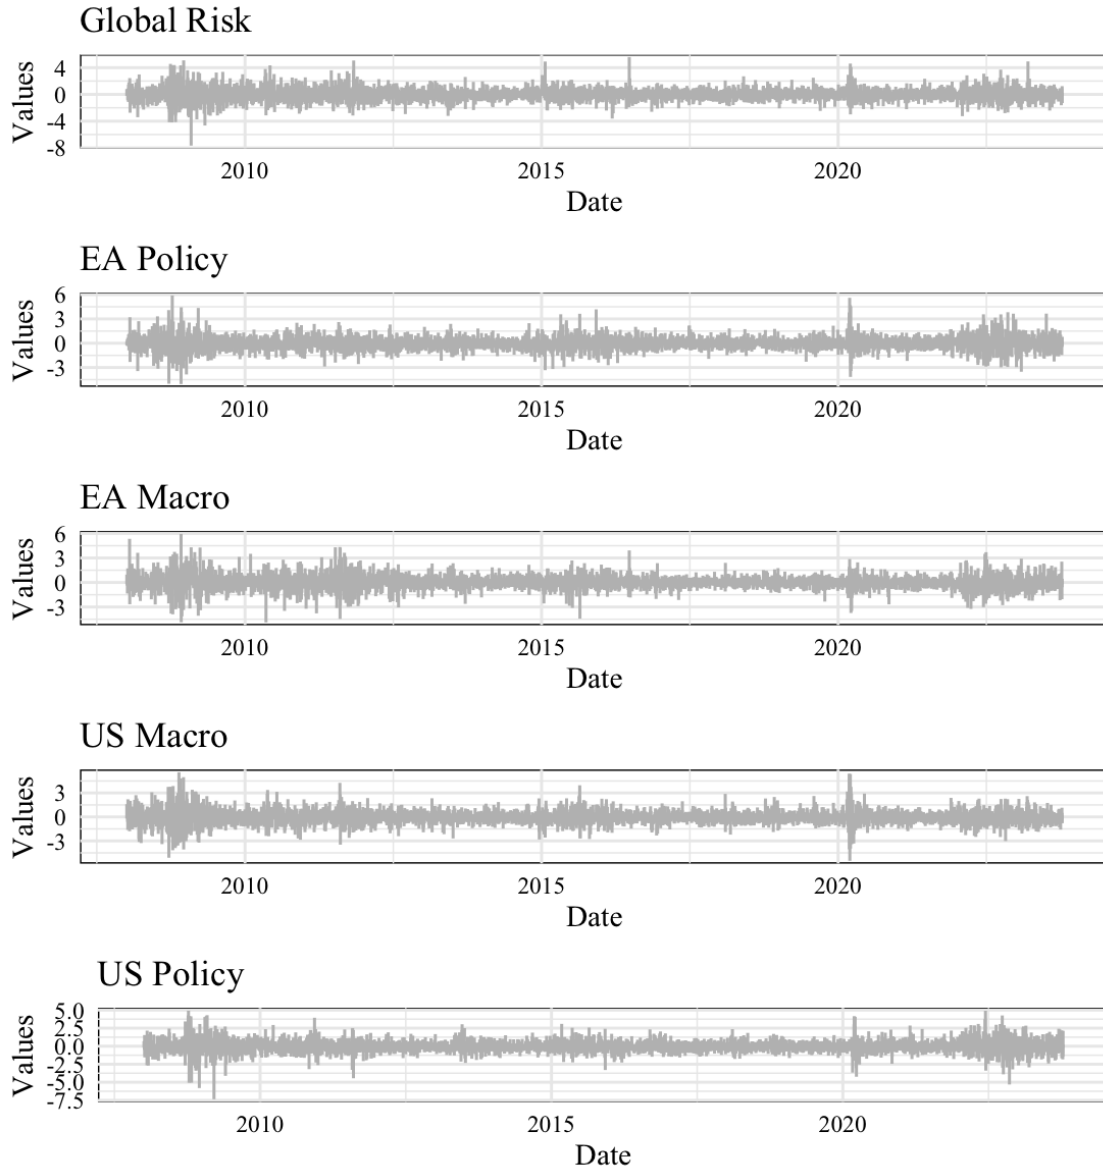 Global Risk
Values
4
0
-4
-8
2010 2015 2020
Date
EA Policy
Values
6
3
0
-3
2010 2015 2020
Date
EA Macro
Values
6
3
0
-3
2010 2015 2020
Date
US Macro
Values
3
0
-3
2010 2015 2020
Date
US Policy
Values
5.0
2.5
0.0
-2.5
-5.0
-7.5
2010 2015 2020
Date